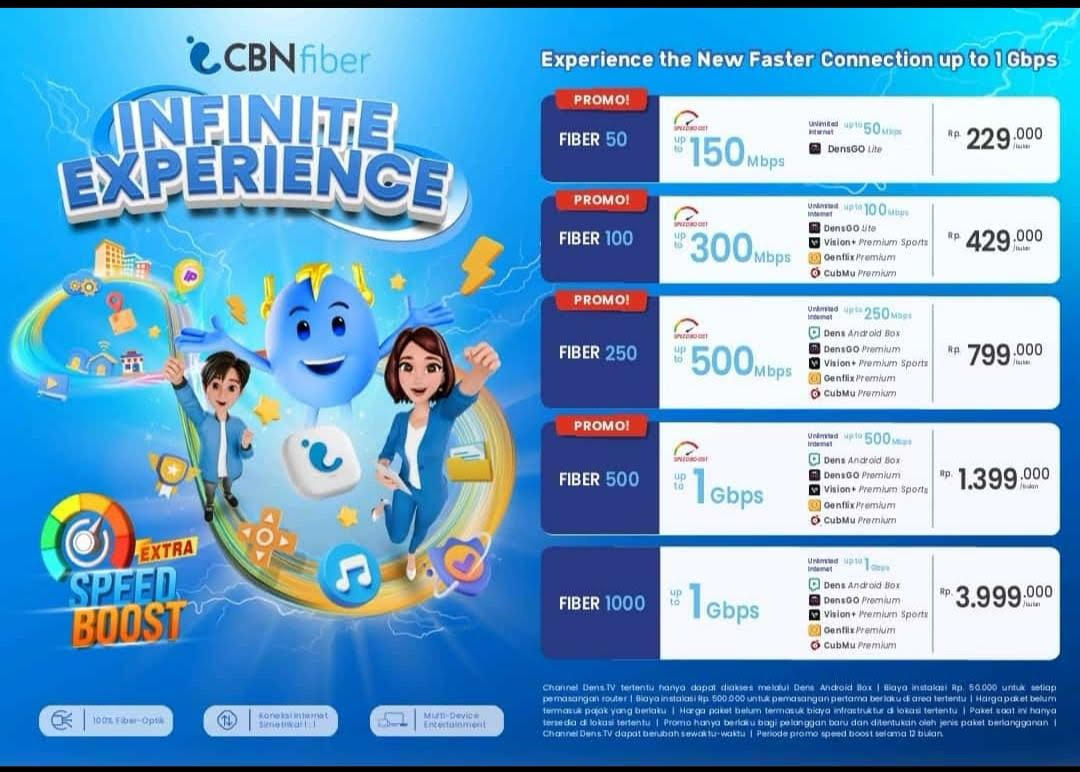 CBNfiber
INFINITE
EXPERIENCE
EXTRA
SPEED
BOOST
100% Fiber-Optik
Koneksi Internet
Simetrikal 1:1
Multi-Device
Entertainment
Experience the New Faster Connection up to 1 Gbps
PROMO!
FIBER 50
SPEEDBOOST
up to 150 Mbps
Unlimited Internet up to 50 Mbps
DensGO Lite
Rp. 229.000 /bulan
PROMO!
FIBER 100
SPEEDBOOST
up to 300 Mbps
Unlimited Internet up to 100 Mbps
DensGO Lite
Vision+ Premium Sports
Genflix Premium
CubMu Premium
Rp. 429.000 /bulan
PROMO!
FIBER 250
SPEEDBOOST
up to 500 Mbps
Unlimited Internet up to 250 Mbps
Dens Android Box
DensGO Premium
Vision+ Premium Sports
Genflix Premium
CubMu Premium
Rp. 799.000 /bulan
PROMO!
FIBER 500
SPEEDBOOST
up to 1 Gbps
Unlimited Internet up to 500 Mbps
Dens Android Box
DensGO Premium
Vision+ Premium Sports
Genflix Premium
CubMu Premium
Rp. 1.399.000 /bulan
FIBER 1000
up to 1 Gbps
Unlimited Internet up to 1 Gbps
Dens Android Box
DensGO Premium
Vision+ Premium Sports
Genflix Premium
CubMu Premium
Rp. 3.999.000 /bulan
Channel Dens.TV tertentu hanya dapat diakses melalui Dens Android Box | Biaya instalasi Rp. 50.000 untuk setiap
pemasangan router | Biaya instalasi Rp. 500.000 untuk pemasangan pertama berlaku di area tertentu | Harga paket belum
termasuk pajak yang berlaku | Harga paket belum termasuk biaya infrastruktur di lokasi tertentu | Paket saat ini hanya
tersedia di lokasi tertentu | Promo hanya berlaku bagi pelanggan baru dan ditentukan oleh jenis paket berlangganan |
Channel Dens.TV dapat berubah sewaktu-waktu | Periode promo speed boost selama 12 bulan.